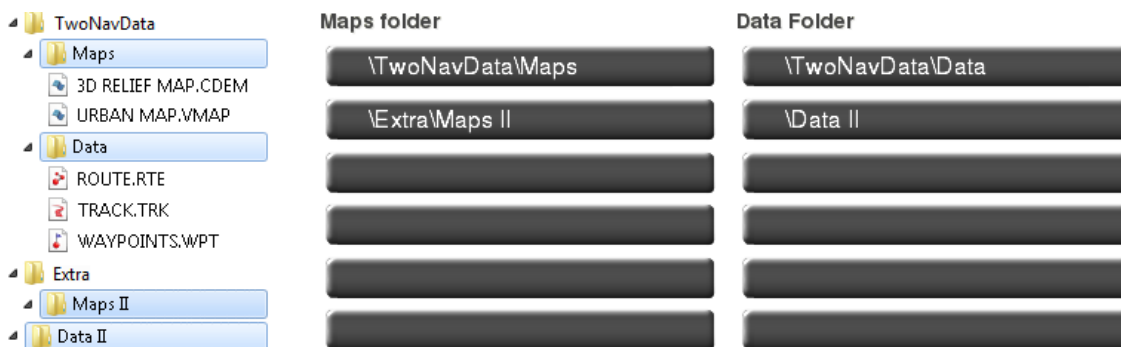 TwoNavData
Maps
3D RELIEF MAP.CDEM
URBAN MAP.VMAP
Data
ROUTE.RTE
TRACK.TRK
WAYPOINTS.WPT
Extra
Maps II
Data II
Maps folder
\TwoNavData\Maps
\Extra\Maps II
Data Folder
\TwoNavData\Data
\Data II